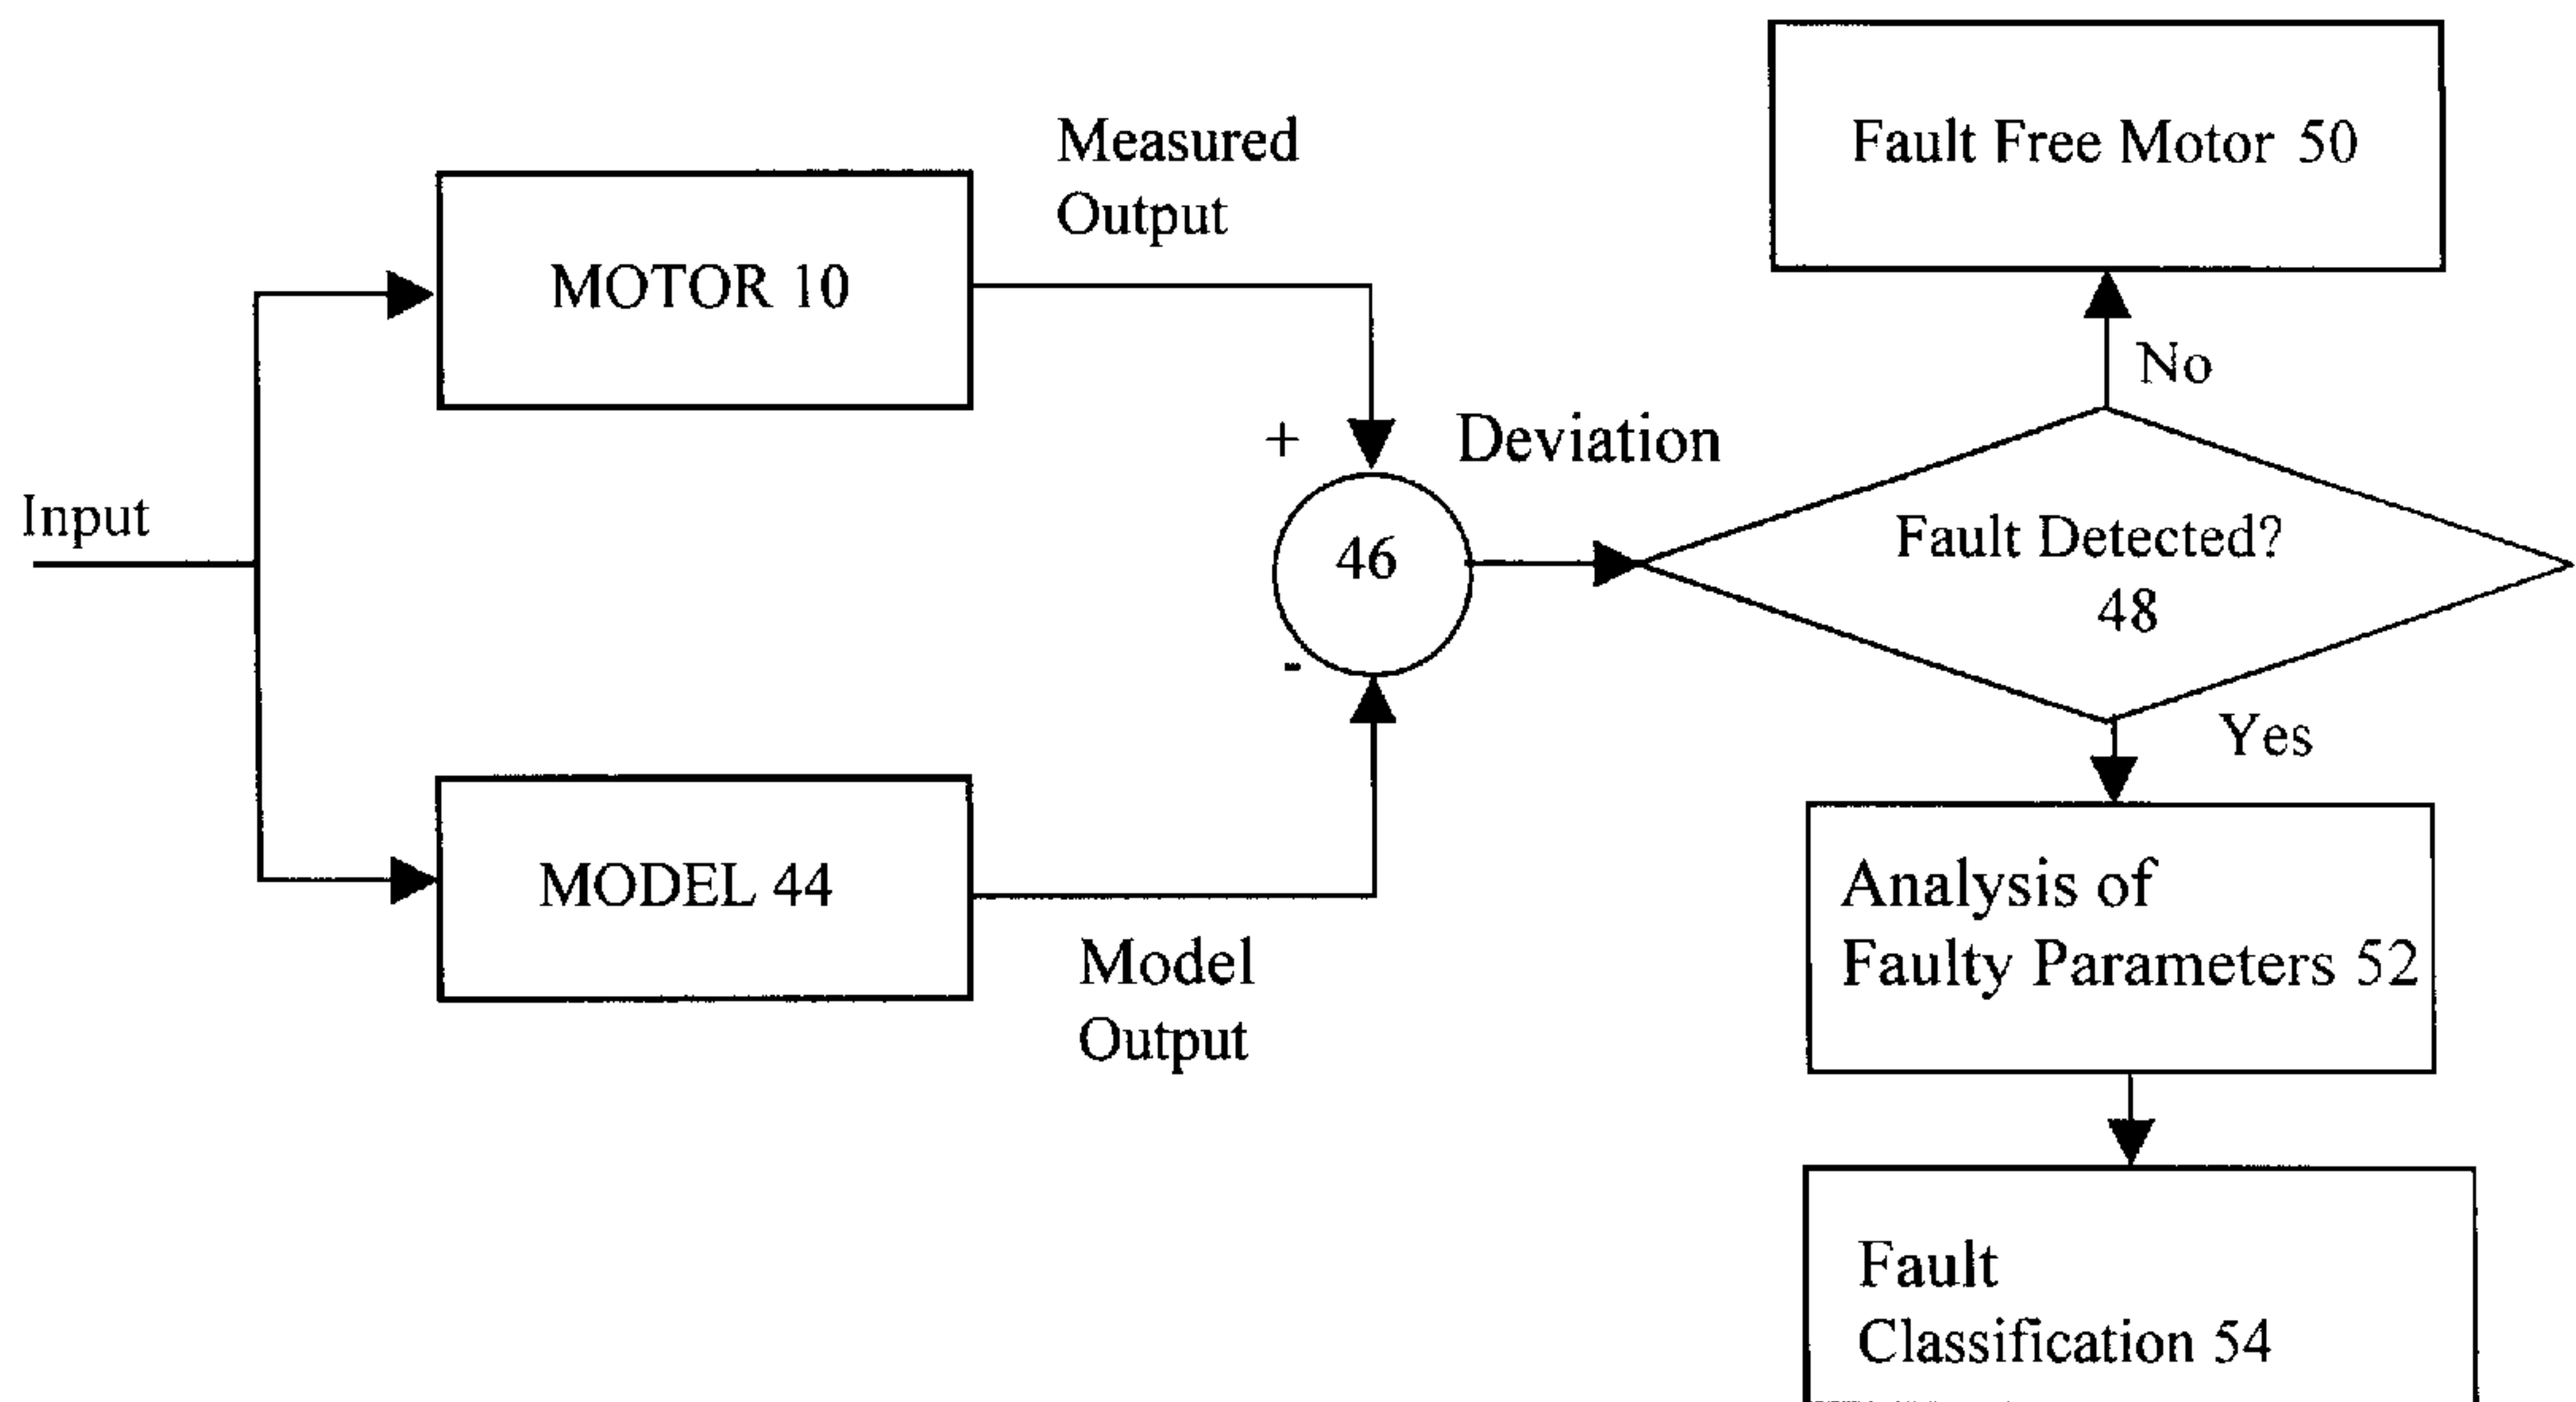 Input
MOTOR 10
Measured
Output
MODEL 44
Model
Output
+
46
-
Deviation
Fault Detected?
48
No
Fault Free Motor 50
Yes
Analysis of
Faulty Parameters 52
Fault
Classification 54